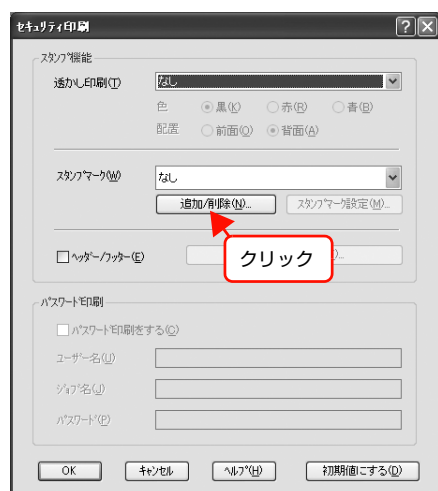 セキュリティ印刷
スタンプ機能
透かし印刷(T) なし
色 黒(K) 赤(R) 青(B)
配置 前面(O) 背面(A)
スタンプマーク(W) なし
追加/削除(N)... スタンプマーク設定(M)...
クリック
ヘッダー/フッター(E)
パスワード印刷
パスワード印刷をする(C)
ユーザー名(U)
ジョブ名(J)
パスワード(P)
OK キャンセル ヘルプ(H) 初期値にする(D)